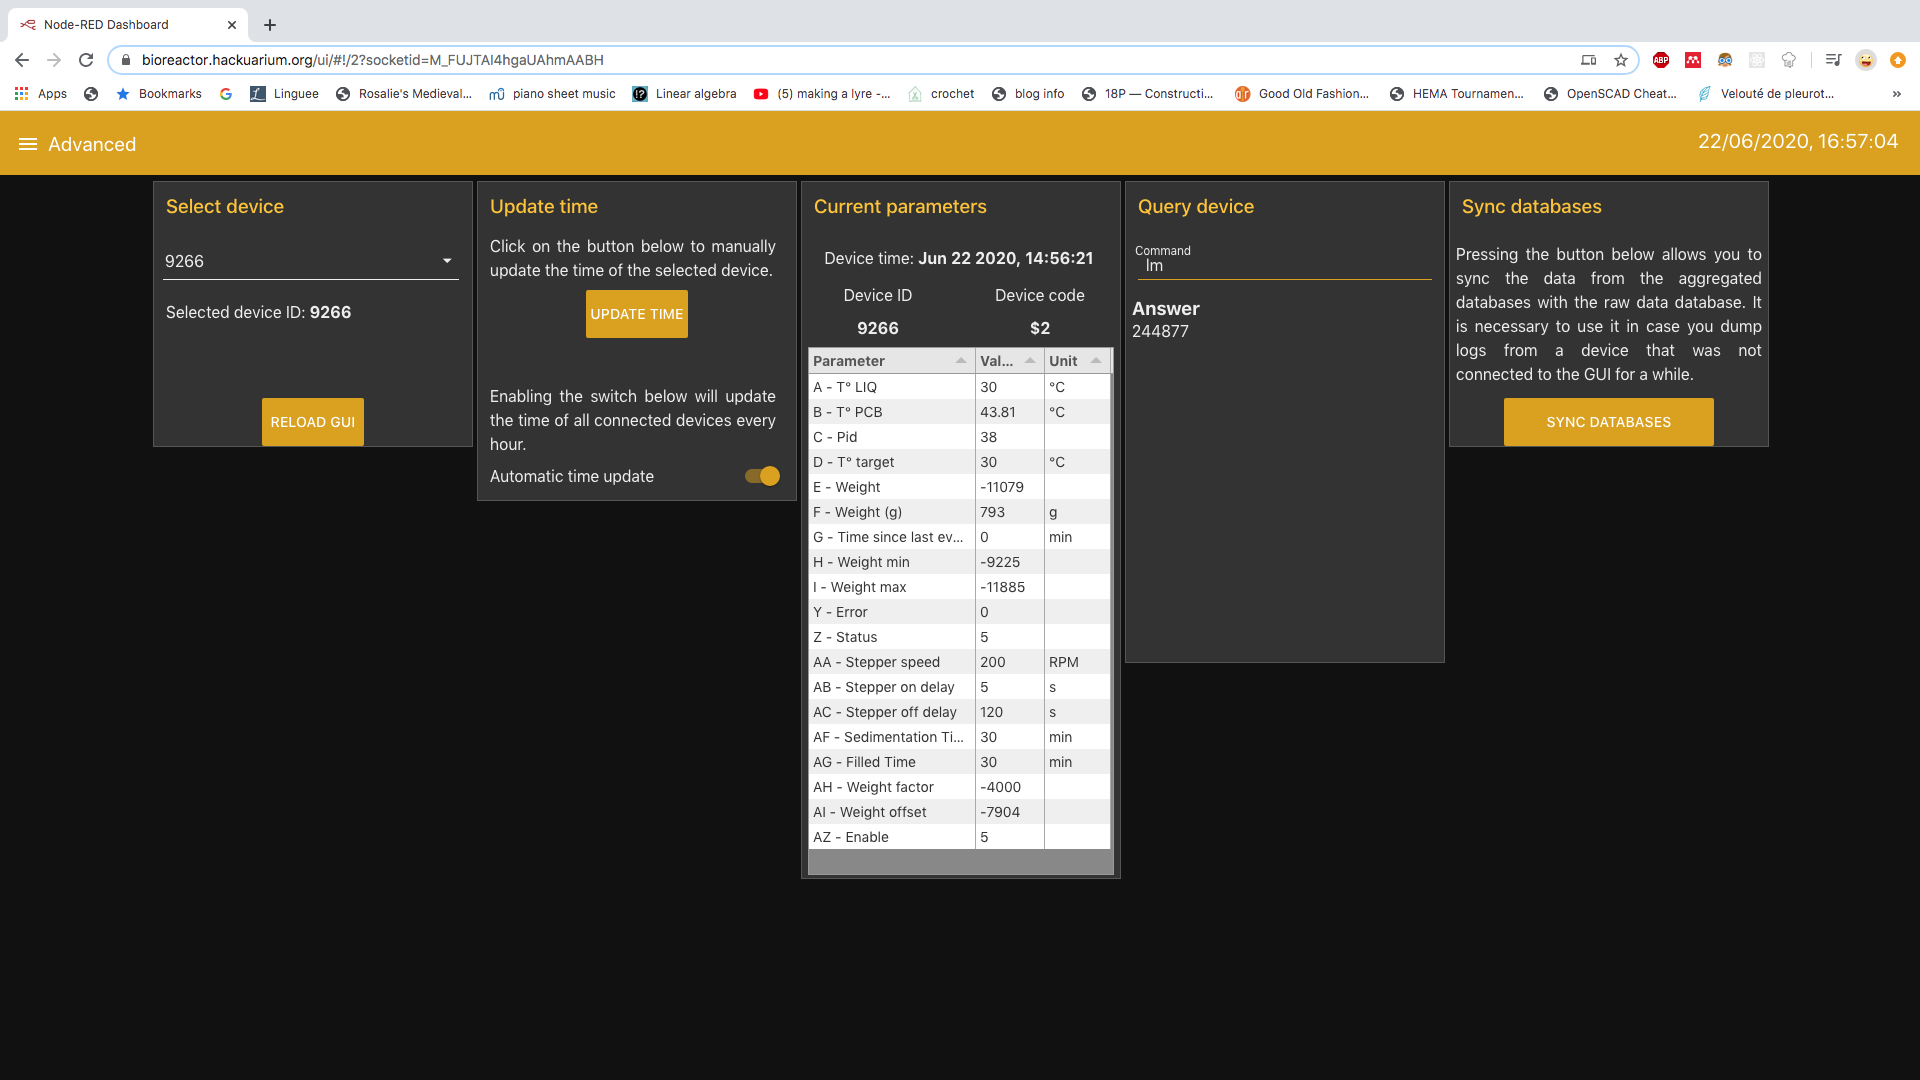 Node-RED Dashboard
bioreactor.hackuarium.org/ui/#!/2?socketid=M_FUJTAI4hgaUAhmAABH
ABP
Apps
Bookmarks
Linguee
Rosalie's Medieval...
piano sheet music
Linear algebra
(5) making a lyre -...
crochet
blog info
18P — Constructi...
Good Old Fashion...
HEMA Tournamen...
OpenSCAD Cheat...
Velouté de pleurot...
»
Advanced
22/06/2020, 16:57:04
Select device
9266
Selected device ID: 9266
RELOAD GUI
Update time
Click on the button below to manually
update the time of the selected device.
UPDATE TIME
Enabling the switch below will update
the time of all connected devices every
hour.
Automatic time update
Current parameters
Device time: Jun 22 2020, 14:56:21
Device ID Device code
9266 $2
Parameter Val... Unit
A - T° LIQ 30 °C
B - T° PCB 43.81 °C
C - Pid 38
D - T° target 30 °C
E - Weight -11079
F - Weight (g) 793 g
G - Time since last ev... 0 min
H - Weight min -9225
I - Weight max -11885
Y - Error 0
Z - Status 5
AA - Stepper speed 200 RPM
AB - Stepper on delay 5 s
AC - Stepper off delay 120 s
AF - Sedimentation Ti... 30 min
AG - Filled Time 30 min
AH - Weight factor -4000
AI - Weight offset -7904
AZ - Enable 5
Query device
Command
lm
Answer
244877
Sync databases
Pressing the button below allows you to
sync the data from the aggregated
databases with the raw data database. It
is necessary to use it in case you dump
logs from a device that was not
connected to the GUI for a while.
SYNC DATABASES